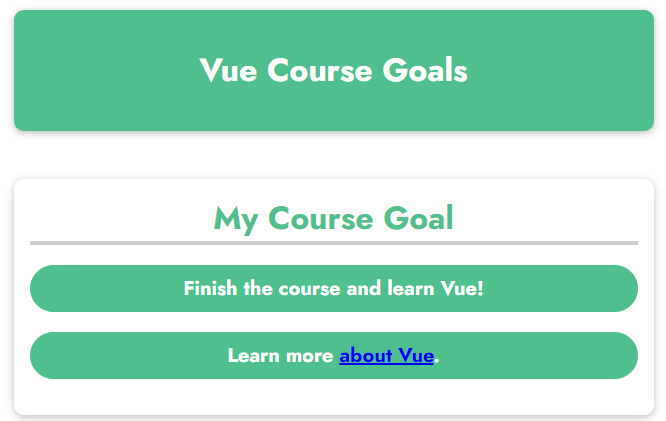 Vue Course Goals
My Course Goal
Finish the course and learn Vue!
Learn more about Vue.